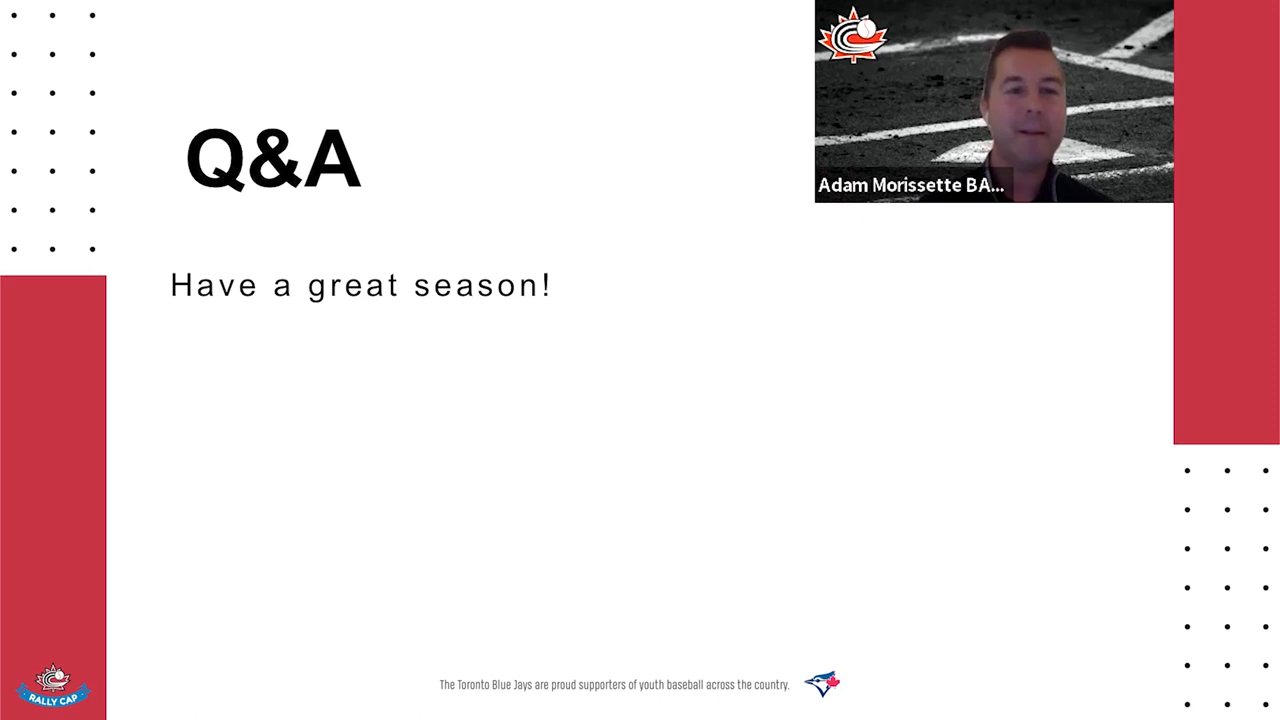 Q&A
Adam Morissette BA...
Have a great season!
RALLY CAP
The Toronto Blue Jays are proud supporters of youth baseball across the country.